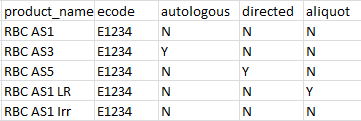 product_name ecode autologous directed aliquot
RBC AS1 E1234 N N N
RBC AS3 E1234 Y N N
RBC AS5 E1234 N Y N
RBC AS1 LR E1234 N N Y
RBC AS1 Irr E1234 N N N